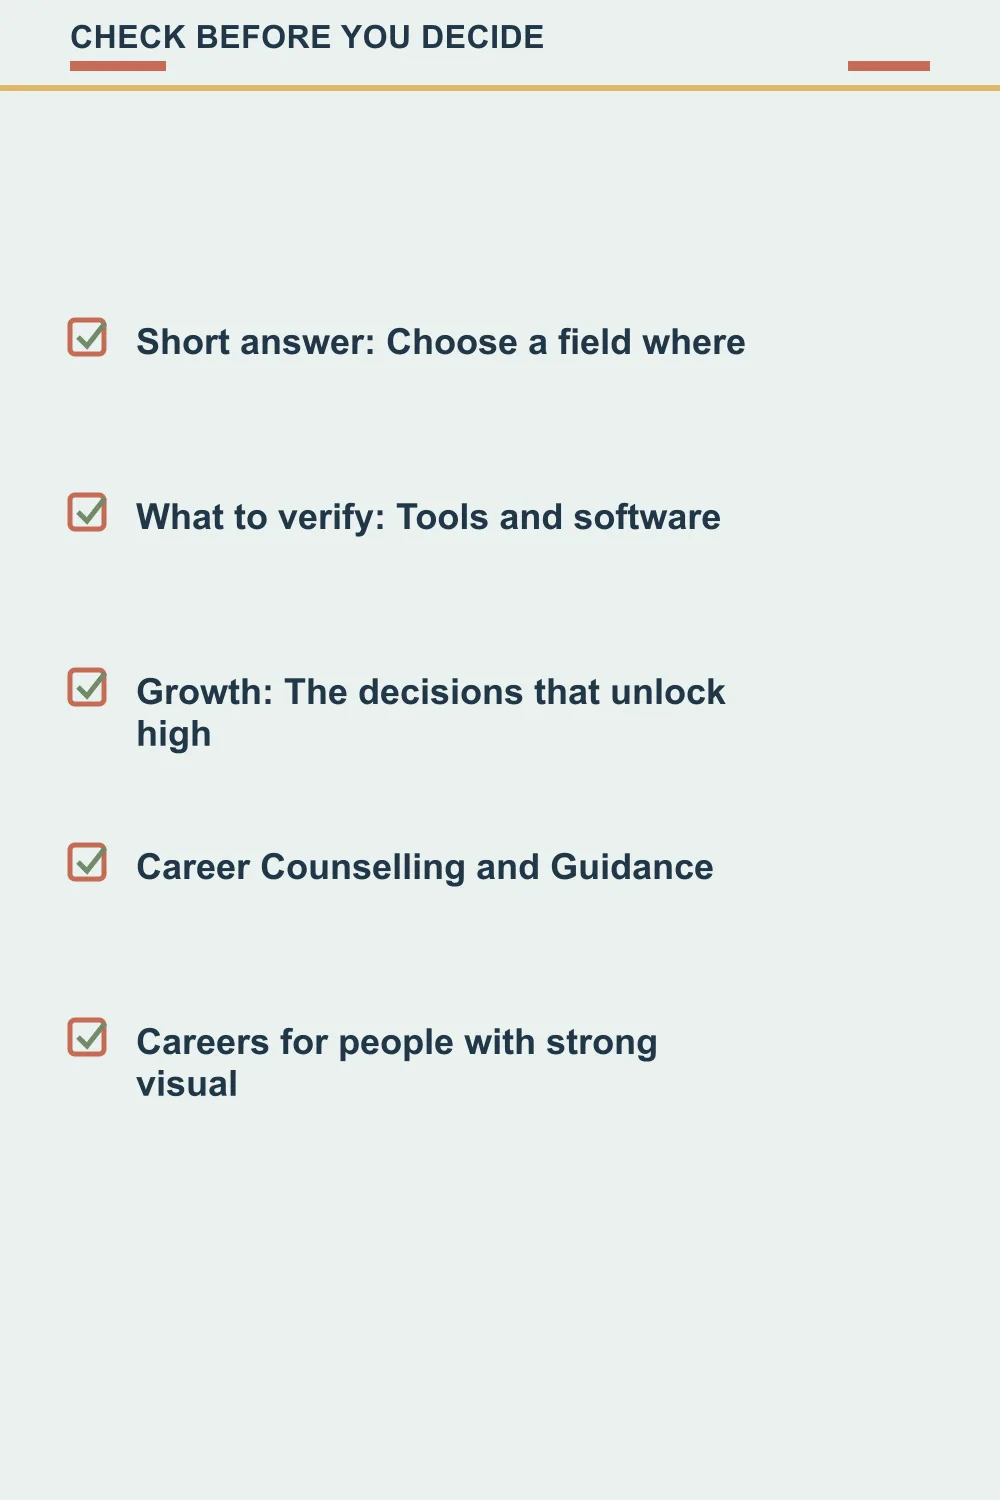 CHECK BEFORE YOU DECIDE
Short answer: Choose a field where
What to verify: Tools and software
Growth: The decisions that unlock
high
Career Counselling and Guidance
Careers for people with strong
visual